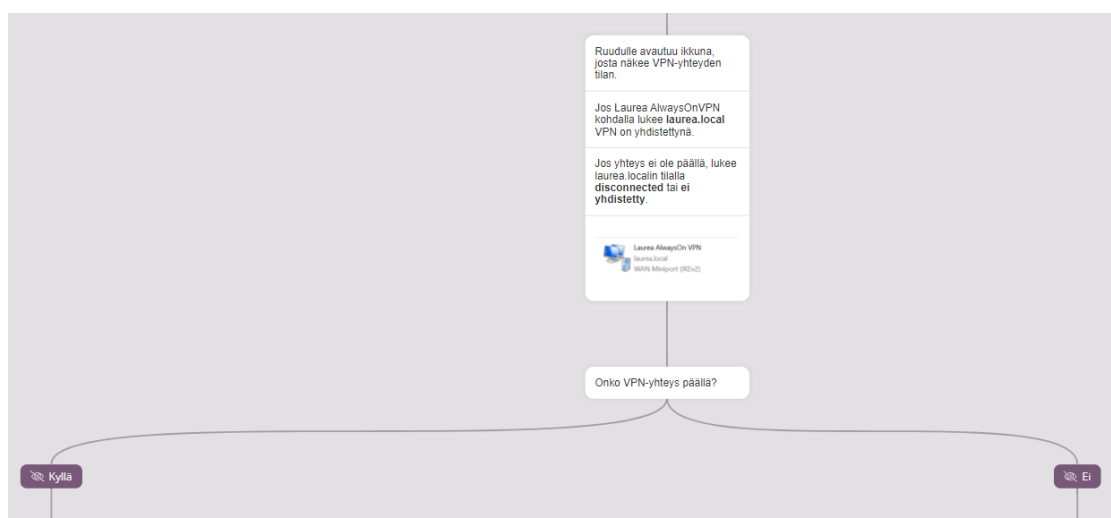 Ruudulle avautuu ikkuna,
josta näkee VPN-yhteyden
tilan.
Jos Laurea AlwaysOnVPN
kohdalla lukee laurea.local
VPN on yhdistettynä.
Jos yhteys ei ole päällä, lukee
laurea.localin tilalla
disconnected tai ei
yhdistetty.
Laurea AlwaysOn VPN
laurea.local
WAN Miniport (IKEv2)
Onko VPN-yhteys päällä?
Kyllä
Ei